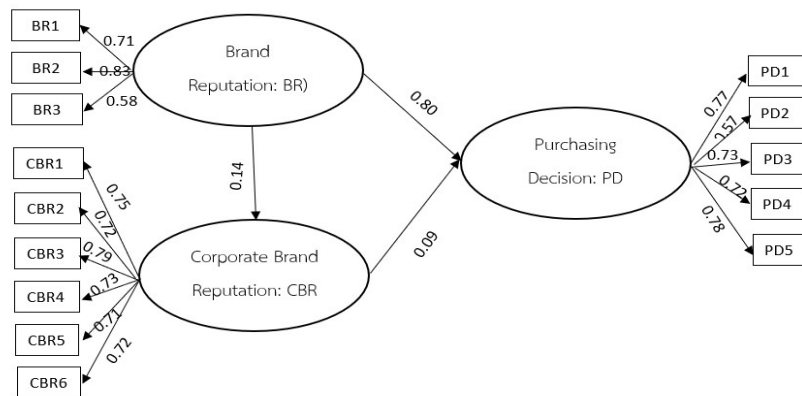 BR1
BR2
BR3
0.71
0.83
0.58
Brand
Reputation: BR)
0.80
0.14
CBR1
CBR2
CBR3
CBR4
CBR5
CBR6
0.75
0.72
0.79
0.73
0.71
0.72
Corporate Brand
Reputation: CBR
0.09
Purchasing
Decision: PD
0.77
0.57
0.73
0.72
0.78
PD1
PD2
PD3
PD4
PD5